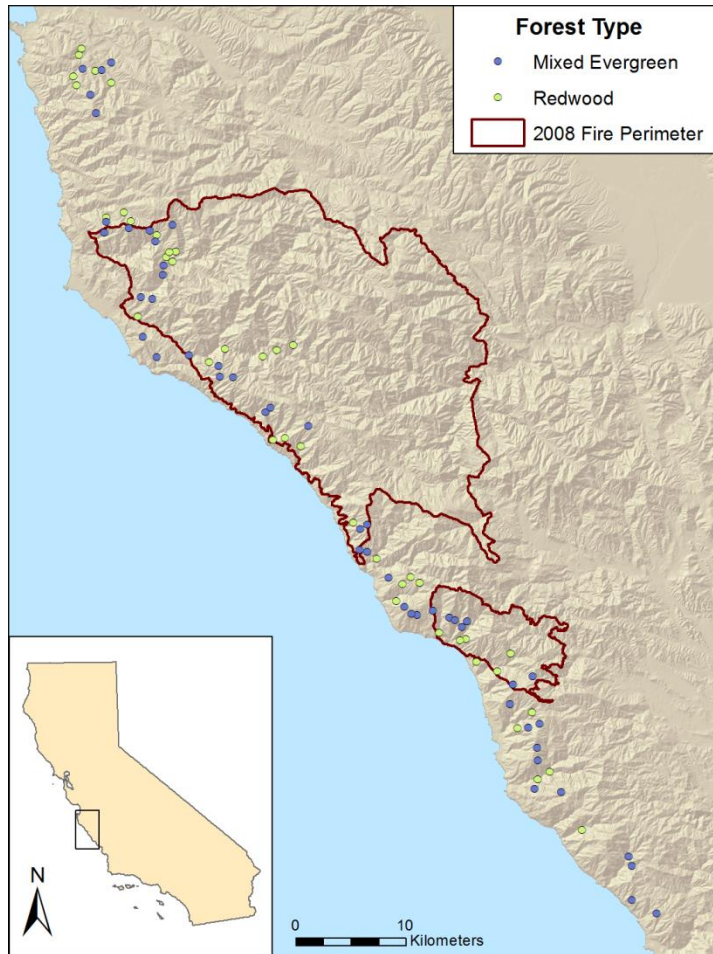 Forest Type
Mixed Evergreen
Redwood
2008 Fire Perimeter
N
0 10
Kilometers